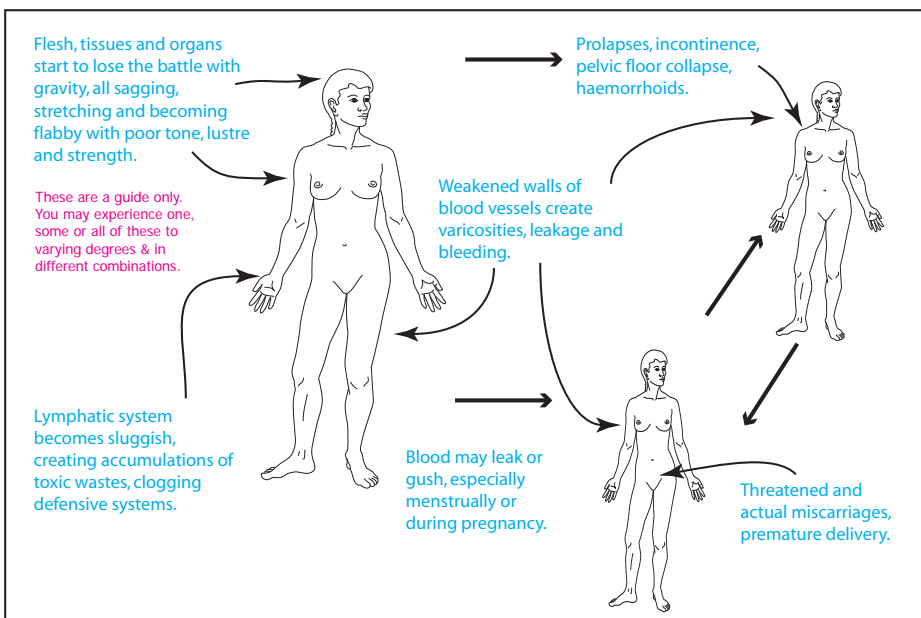 Flesh, tissues and organs
start to lose the battle with
gravity, all sagging,
stretching and becoming
flabby with poor tone, lustre
and strength.
These are a guide only.
You may experience one,
some or all of these to
varying degrees & in
different combinations.
Prolapses, incontinence,
pelvic floor collapse,
haemorrhoids.
Weakened walls of
blood vessels create
varicosities, leakage and
bleeding.
Lymphatic system
becomes sluggish,
creating accumulations of
toxic wastes, clogging
defensive systems.
Blood may leak or
gush, especially
menstrually or
during pregnancy.
Threatened and
actual miscarriages,
premature delivery.